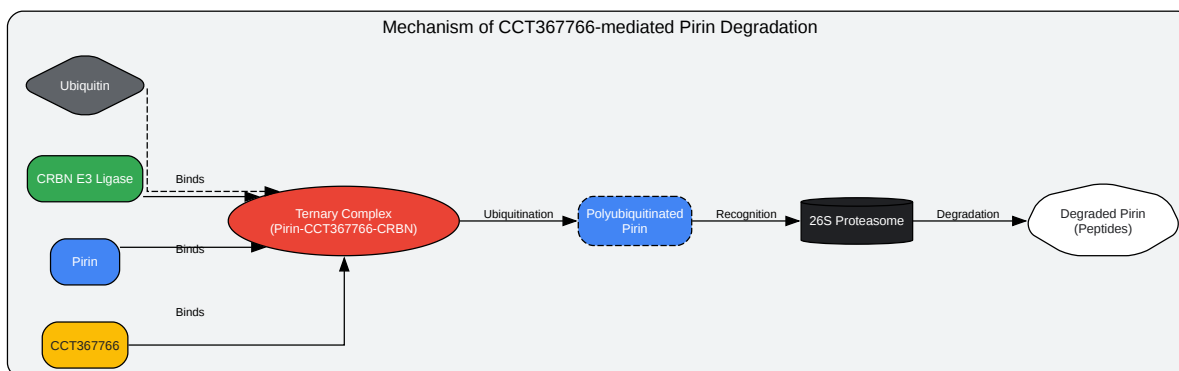 Mechanism of CCT367766-mediated Pirin Degradation
Ubiquitin
CRBN E3 Ligase
Binds
Pirin
Binds
CCT367766
Binds
Ternary Complex
(Pirin-CCT367766-CRBN)
Ubiquitination
Polyubiquitinated
Pirin
Recognition
26S Proteasome
Degradation
Degraded Pirin
(Peptides)